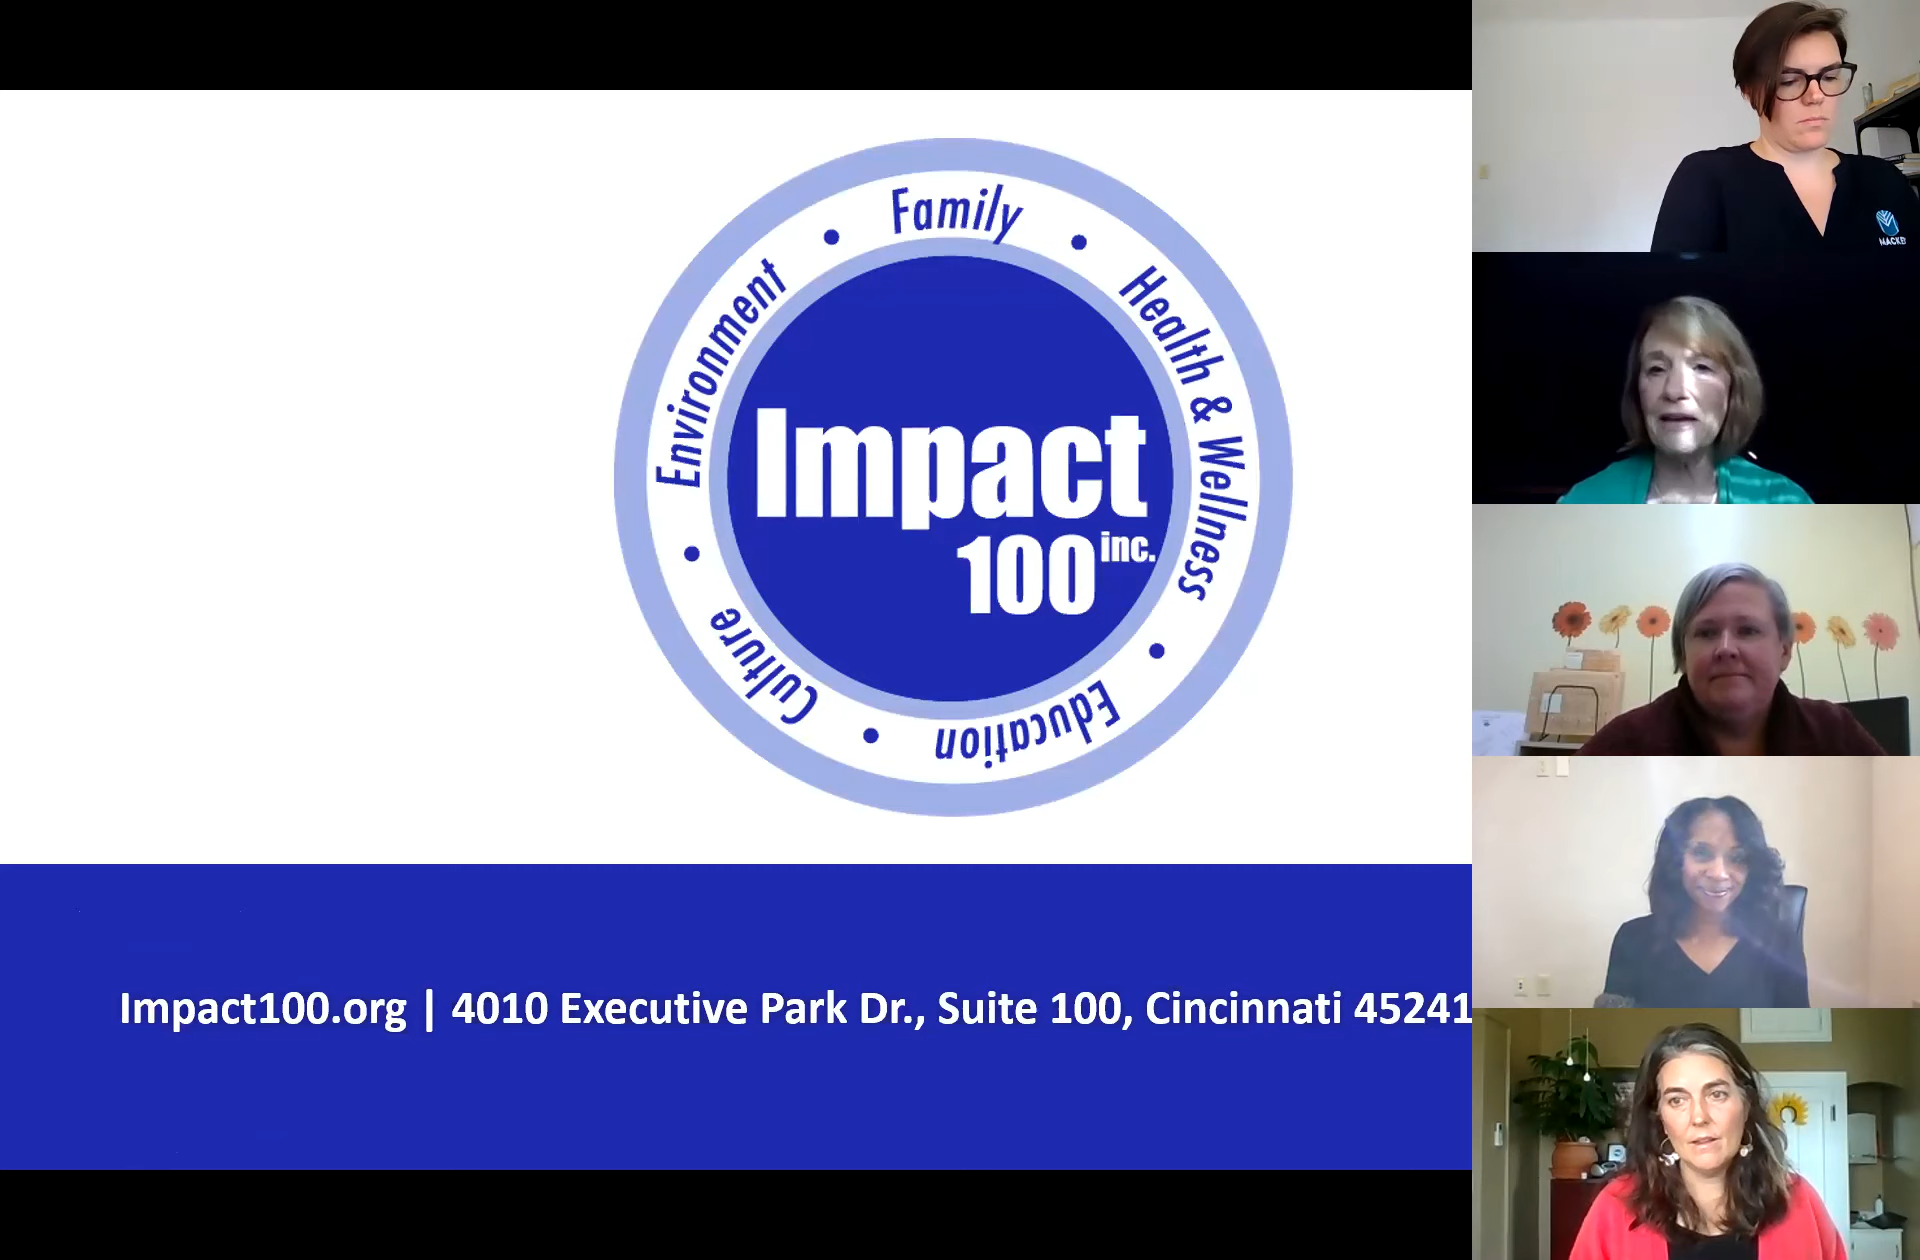 Family
Health & Wellness
Education
Culture
Environment
Impact
100 inc.
Impact100.org | 4010 Executive Park Dr., Suite 100, Cincinnati 45241
MACKEY